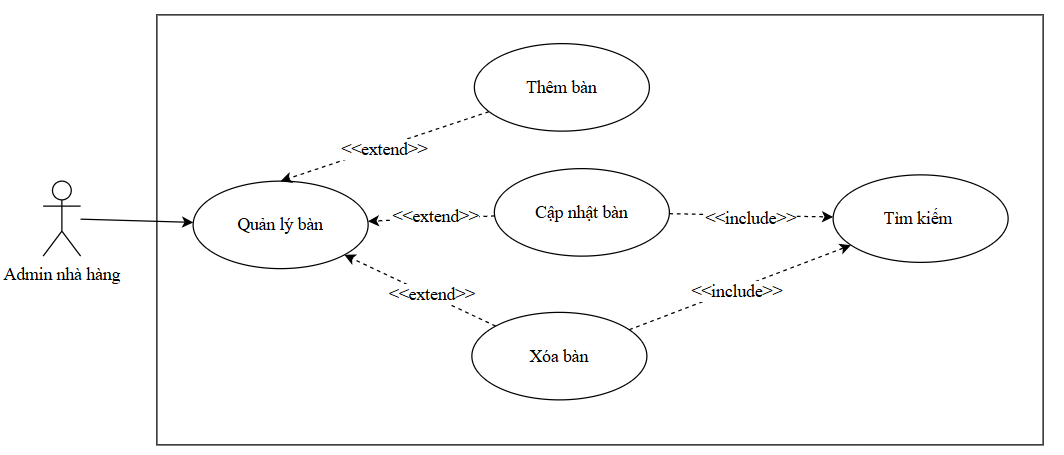 Thêm bàn
<<extend>>
Quản lý bàn
<<extend>>
Cập nhật bàn
<<include>>
Tìm kiếm
Admin nhà hàng
<<extend>>
<<include>>
Xóa bàn